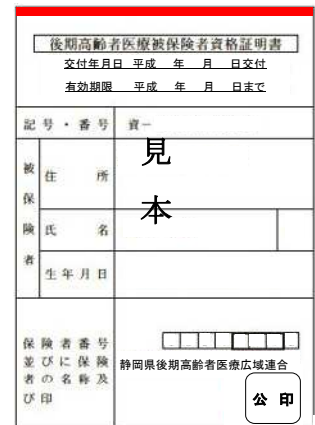 後期高齢者医療被保険者資格証明書
交付年月日 平成 年 月 日交付
有効期限 平成 年 月 日まで
記号・番号 資－
見本
被保険者
住所
氏名
生年月日
保険者番号
並びに保険
者の名称及
び印
静岡県後期高齢者医療広域連合
公印